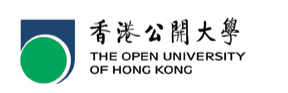 香港公開大學
THE OPEN UNIVERSITY
OF HONG KONG